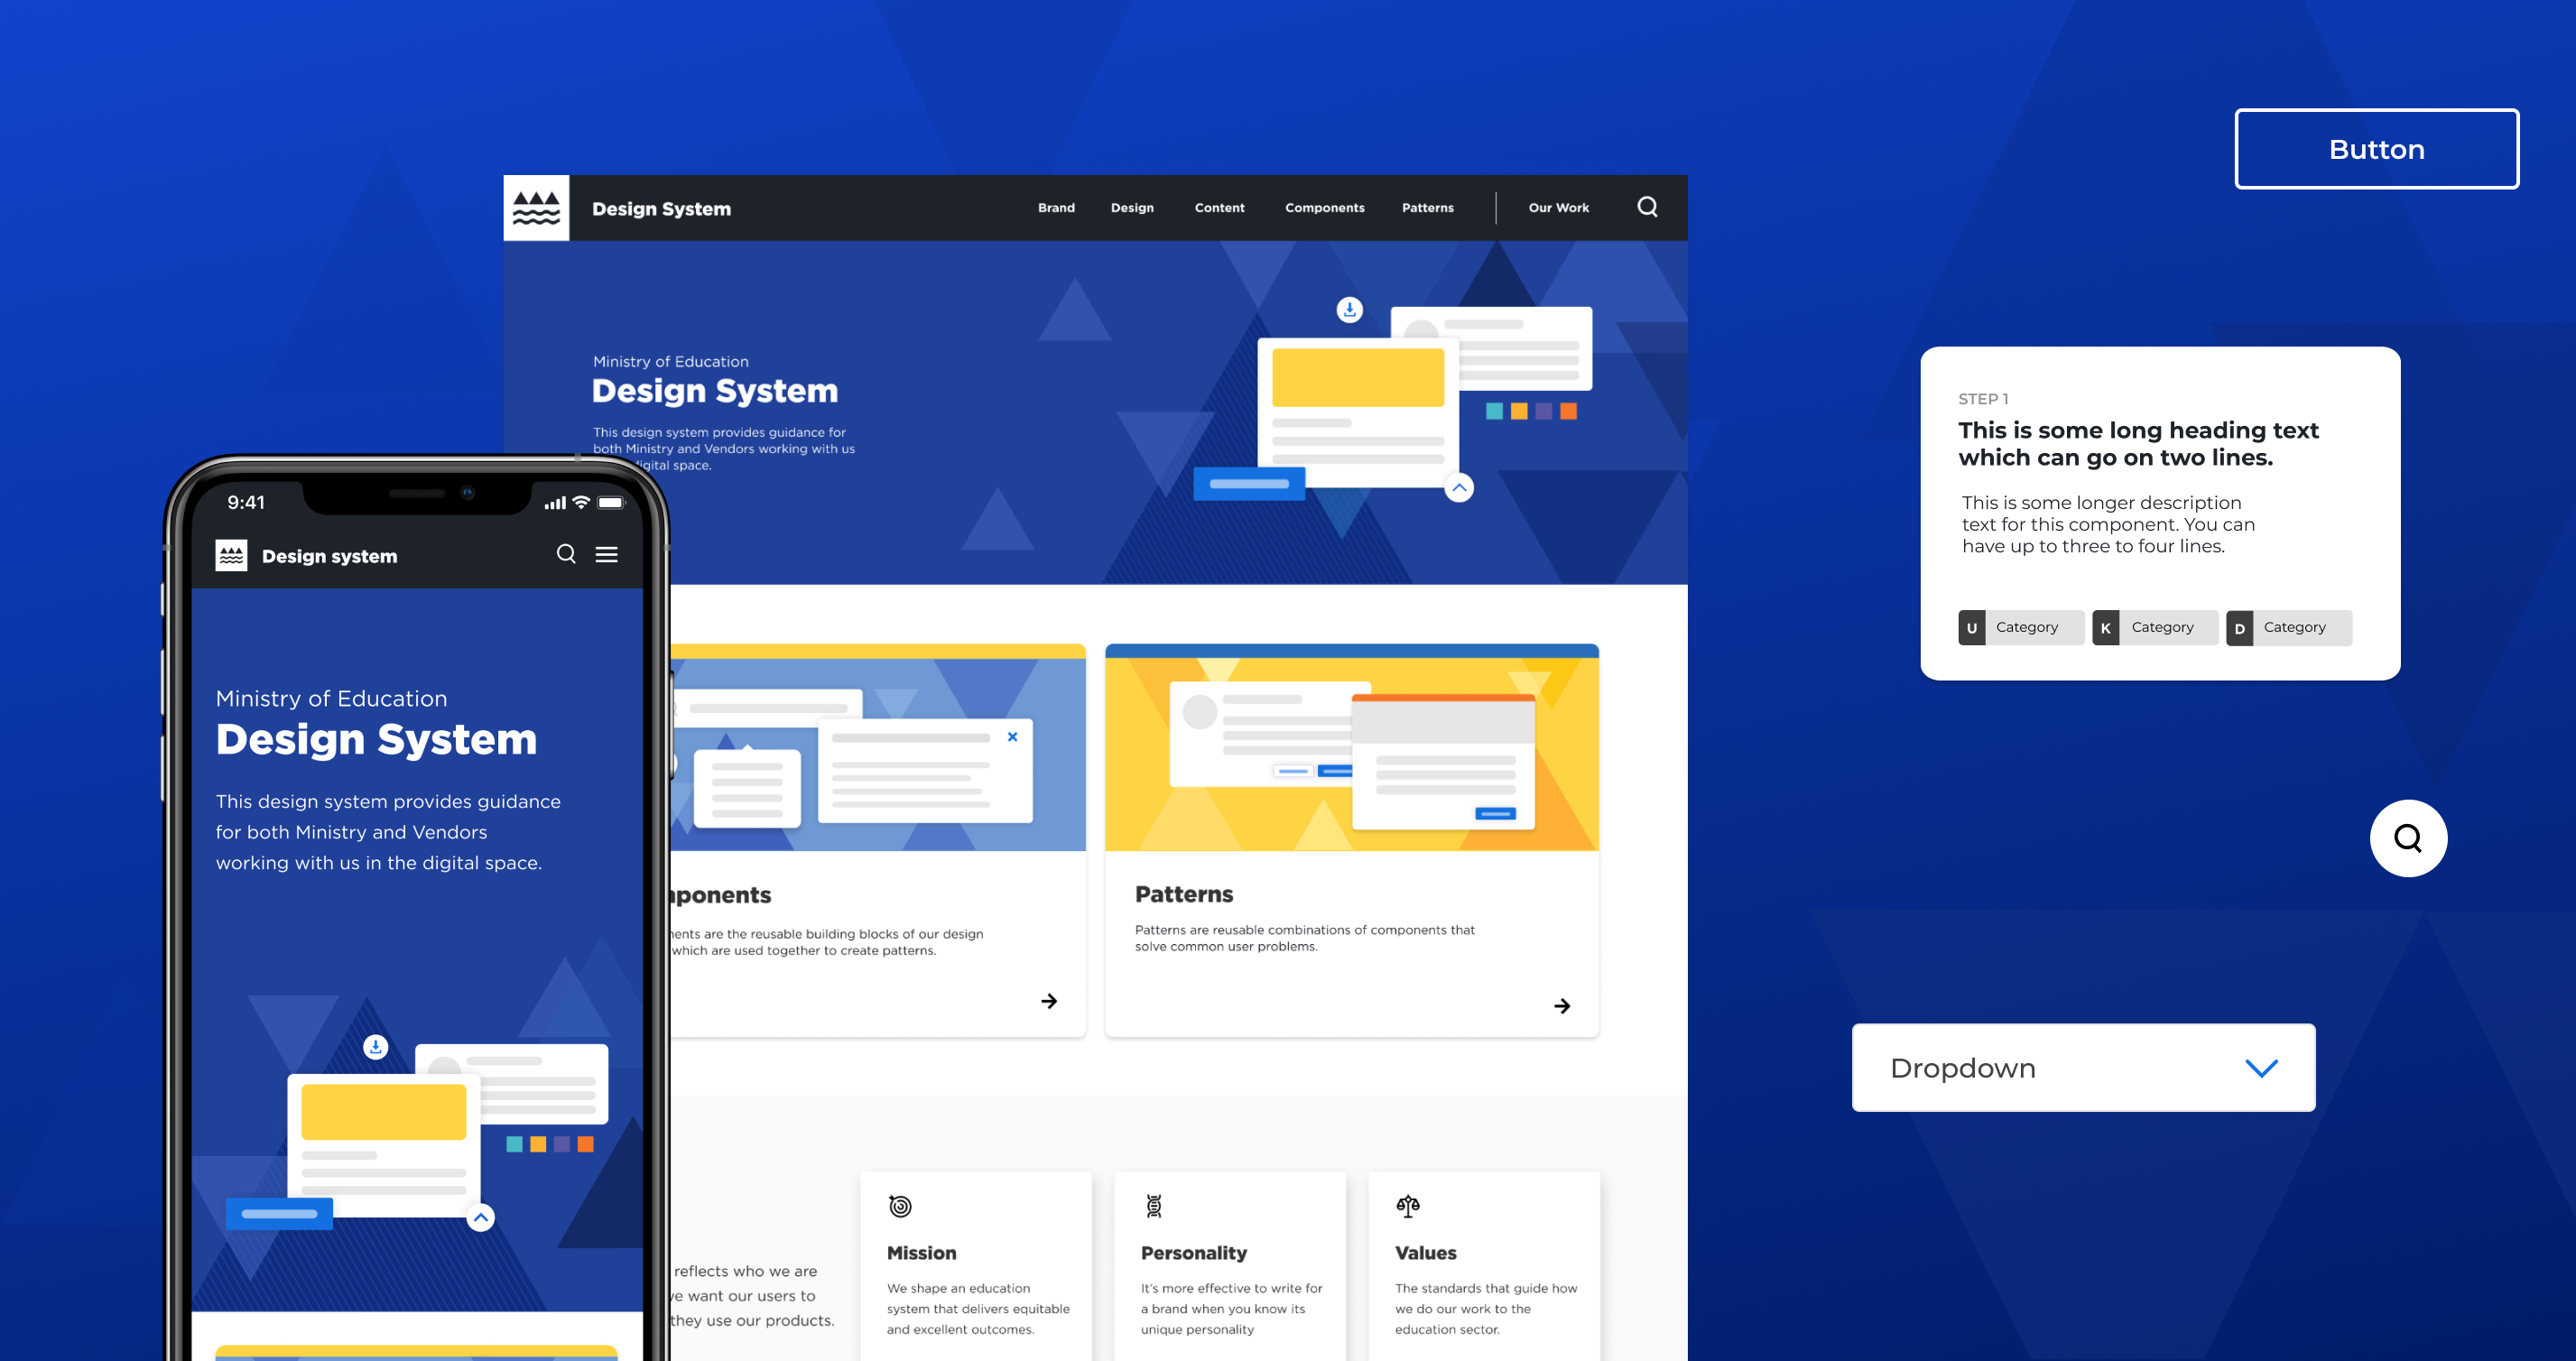 Design System
Brand
Design
Content
Components
Patterns
Our Work
Ministry of Education
Design System
This design system provides guidance for
both Ministry and Vendors working with us
digital space.
Patterns
ents are the reusable building blocks of our design
which are used together to create patterns.
Patterns are reusable combinations of components that
solve common user problems.
reflects who we are
want our users to
they use our products.
Mission
We shape an education
system that delivers equitable
and excellent outcomes.
Personality
It's more effective to write for
a brand when you know its
unique personality
Values
The standards that guide how
we do our work to the
education sector.
9:41
Design system
Ministry of Education
Design System
This design system provides guidance
for both Ministry and Vendors
working with us in the digital space.
Button
STEP 1
This is some long heading text
which can go on two lines.
This is some longer description
text for this component. You can
have up to three to four lines.
U Category
K Category
D Category
Dropdown